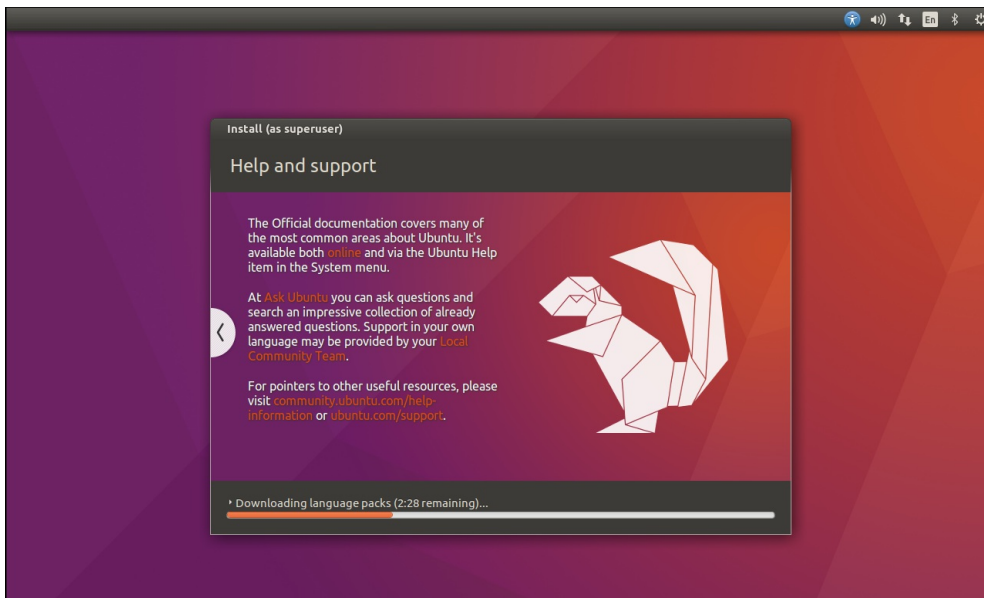 En
Install (as superuser)
Help and support
The Official documentation covers many of
the most common areas about Ubuntu. It's
available both online and via the Ubuntu Help
item in the System menu.
At Ask Ubuntu you can ask questions and
search an impressive collection of already
answered questions. Support in your own
language may be provided by your Local
Community Team.
For pointers to other useful resources, please
visit community.ubuntu.com/help-
information or ubuntu.com/support.
Downloading language packs (2:28 remaining)...